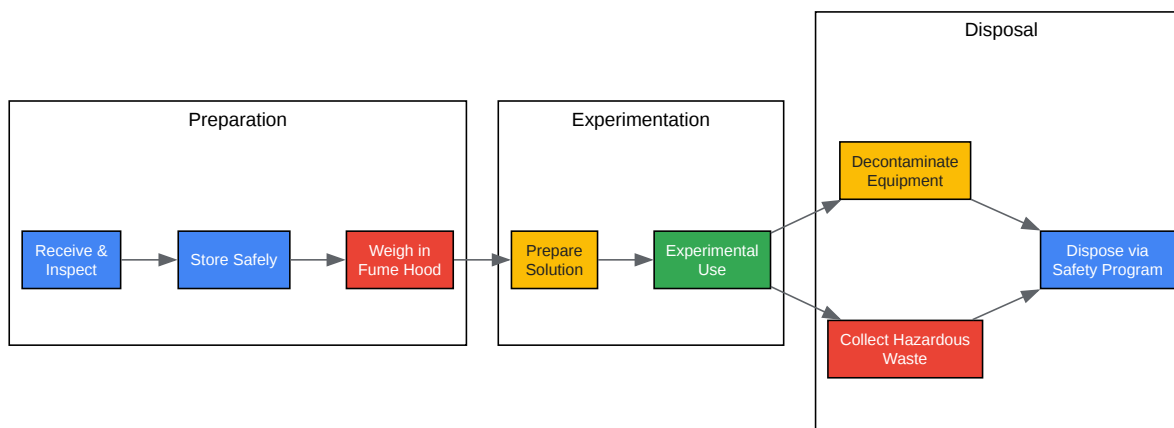 Disposal
Preparation
Experimentation
Receive &
Inspect
Store Safely
Weigh in
Fume Hood
Prepare
Solution
Experimental
Use
Decontaminate
Equipment
Collect Hazardous
Waste
Dispose via
Safety Program